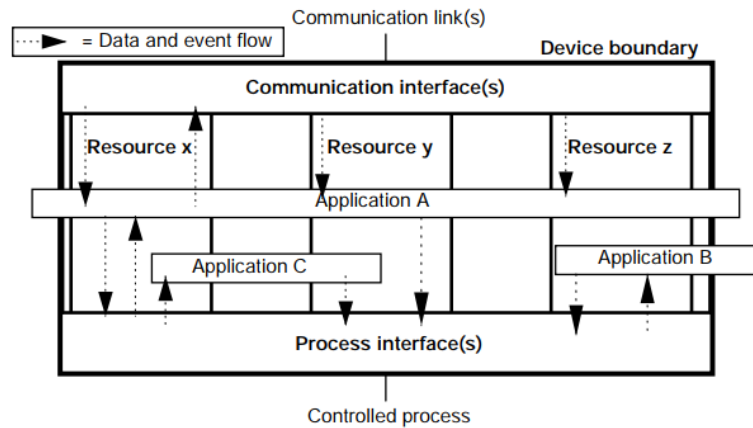 Communication link(s)
= Data and event flow
Device boundary
Communication interface(s)
Resource x
Resource y
Resource z
Application A
Application C
Application B
Process interface(s)
Controlled process